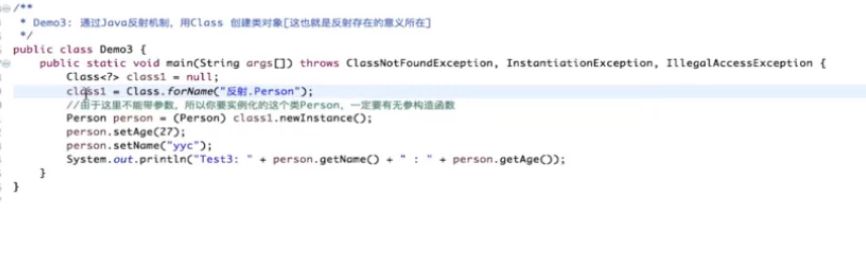 /**
 * Demo3: 通过Java反射机制，用Class 创建类对象[这也就是反射存在的意义所在]
 */
public class Demo3 {
    public static void main(String args[]) throws ClassNotFoundException, InstantiationException, IllegalAccessException {
        Class<?> class1 = null;
        class1 = Class.forName("反射.Person");
        //由于这里不能带参数，所以你要实例化的这个类Person，一定要有无参构造函数
        Person person = (Person) class1.newInstance();
        person.setAge(27);
        person.setName("yyc");
        System.out.println("Test3: " + person.getName() + " : " + person.getAge());
    }
}